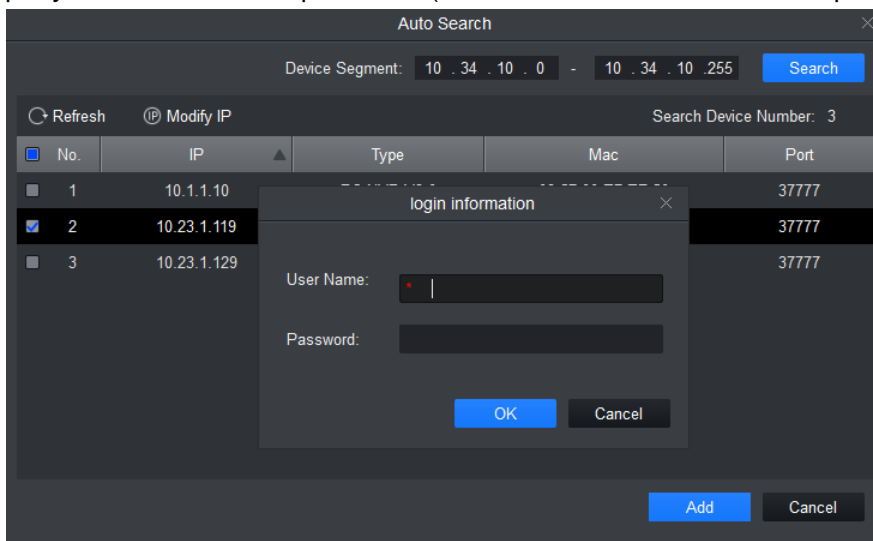 Auto Search
Device Segment: 10 . 34 . 10 . 0 - 10 . 34 . 10 .255 Search
Refresh IP Modify IP Search Device Number: 3
No. IP Type Mac Port
1 10.1.1.10 37777
login information
2 10.23.1.119 37777
3 10.23.1.129 37777
User Name: *
Password:
OK Cancel
Add Cancel